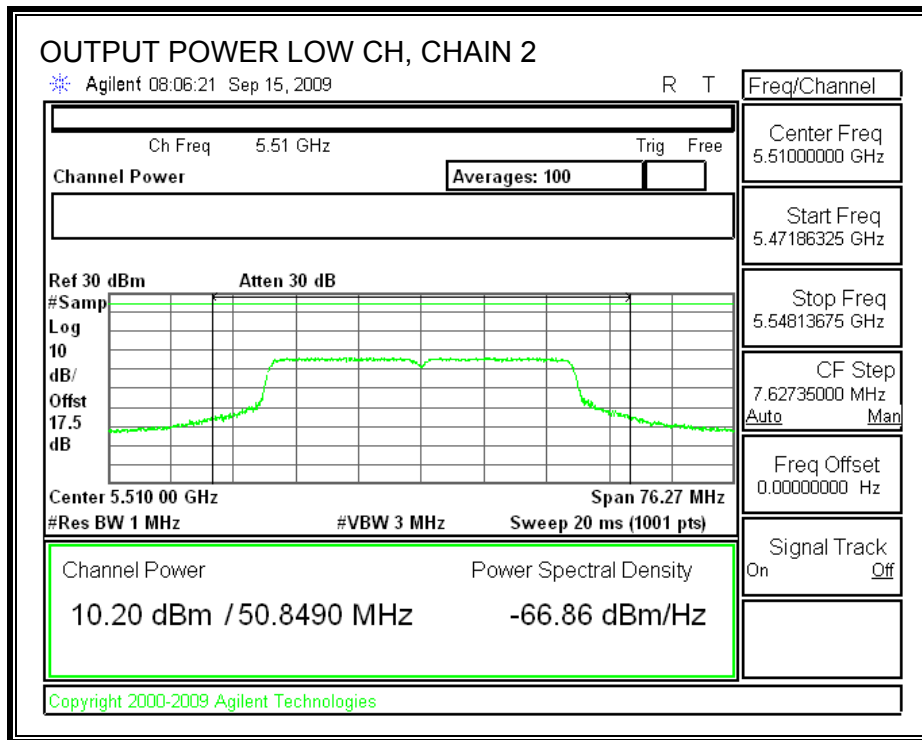 OUTPUT POWER LOW CH, CHAIN 2
Agilent 08:06:21 Sep 15, 2009 R T
Freq/Channel
Ch Freq 5.51 GHz Trig Free
Channel Power Averages: 100
Center Freq
5.51000000 GHz
Start Freq
5.47186325 GHz
Stop Freq
5.54813675 GHz
CF Step
7.62735000 MHz
Auto Man
Freq Offset
0.00000000 Hz
Signal Track
On Off
Ref 30 dBm Atten 30 dB
#Samp
Log
10
dB/
Offst
17.5
dB
Center 5.510 00 GHz Span 76.27 MHz
#Res BW 1 MHz #VBW 3 MHz Sweep 20 ms (1001 pts)
Channel Power Power Spectral Density
10.20 dBm / 50.8490 MHz -66.86 dBm/Hz
Copyright 2000-2009 Agilent Technologies